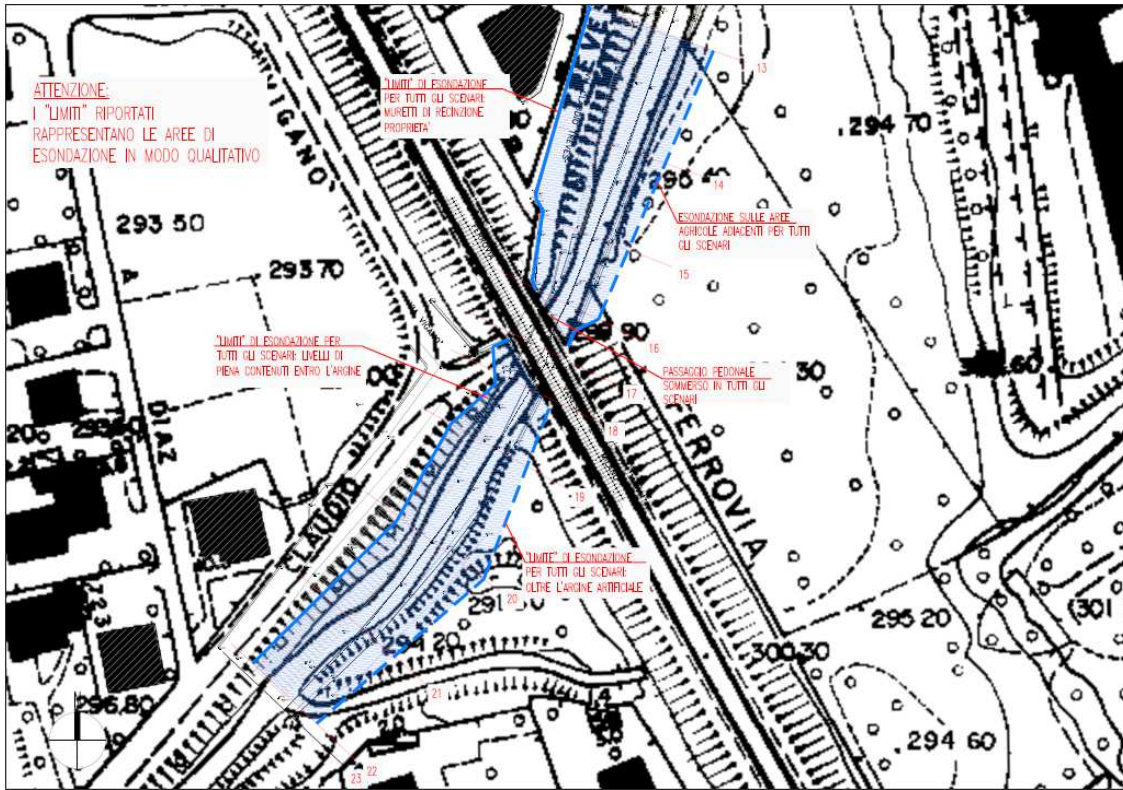 ATTENZIONE:
I "LIMITI" RIPORTATI
RAPPRESENTANO LE AREE DI
ESONDAZIONE IN MODO QUALITATIVO
"LIMITI" DI ESONDAZIONE
PER TUTTI GLI SCENARI:
MURETTI DI RECINZIONE
PROPRIETA'
REVE
13
294 70
14
ESONDAZIONE SULLE AREE
AGRICOLE ADIACENTI PER TUTTI
GLI SCENARI
15
VIGANO'
293 50
293 70
A
"LIMITI" DI ESONDAZIONE PER
TUTTI GLI SCENARI: LIVELLI DI
PIENA CONTENUTI ENTRO L'ARGINE
16
PASSAGGIO PEDONALE
SOMMERSO IN TUTTI GLI
SCENARI
30
17
18
FERROVIA
DIAZ
19
"LIMITE" DI ESONDAZIONE
PER TUTTI GLI SCENARI:
OLTRE L'ARGINE ARTIFICIALE
20
294 20
295 20
(301
300.30
296.80
21
22
23
294 60